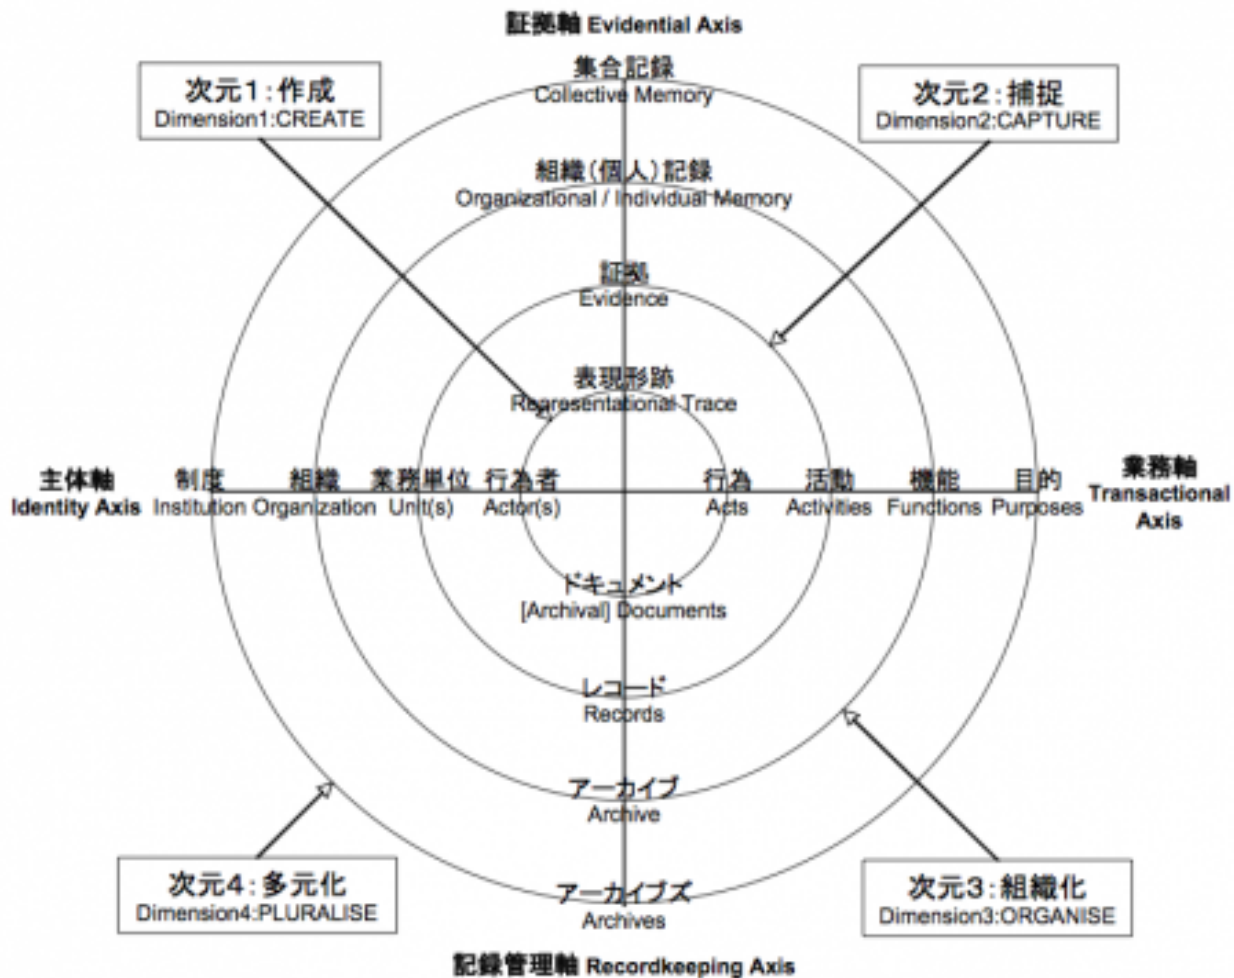 証拠軸 Evidential Axis
集合記録
Collective Memory
次元1:作成
Dimension1:CREATE
次元2:捕捉
Dimension2:CAPTURE
組織(個人)記録
Organizational / Individual Memory
証拠
Evidence
表現形跡
Representational Trace
主体軸
Identity Axis
制度
Institution
組織
Organization
業務単位
Unit(s)
行為者
Actor(s)
行為
Acts
活動
Activities
機能
Functions
目的
Purposes
業務軸
Transactional
Axis
ドキュメント
[Archival] Documents
レコード
Records
アーカイブ
Archive
次元4:多元化
Dimension4:PLURALISE
次元3:組織化
Dimension3:ORGANISE
アーカイブズ
Archives
記録管理軸 Recordkeeping Axis